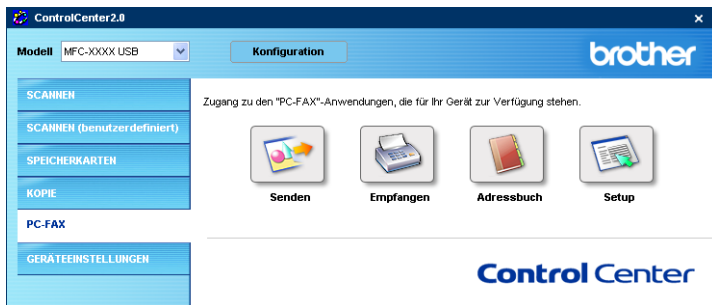 ControlCenter2.0
Modell MFC-XXXX USB Konfiguration brother
SCANNEN
SCANNEN (benutzerdefiniert)
SPEICHERKARTEN
KOPIE
PC-FAX
GERÄTEEINSTELLUNGEN
Zugang zu den "PC-FAX"-Anwendungen, die für Ihr Gerät zur Verfügung stehen.
Senden Empfangen Adressbuch Setup
Control Center